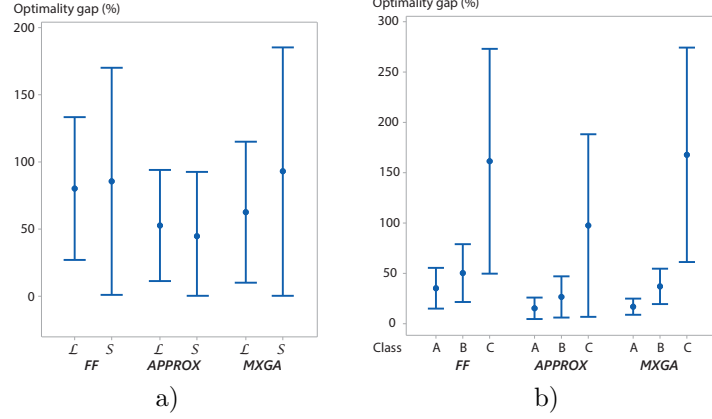 Optimality gap (%)
200
150
100
50
0
ℒ S ℒ S ℒ S
FF APPROX MXGA
a)
Optimality gap (%)
300
250
200
150
100
50
0
Class A B C A B C A B C
FF APPROX MXGA
b)